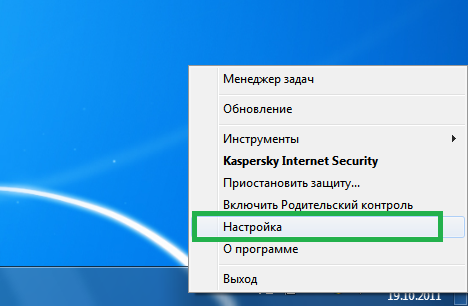 Менеджер задач
Обновление
Инструменты
Kaspersky Internet Security
Приостановить защиту...
Включить Родительский контроль
Настройка
О программе
Выход
19.10.2011